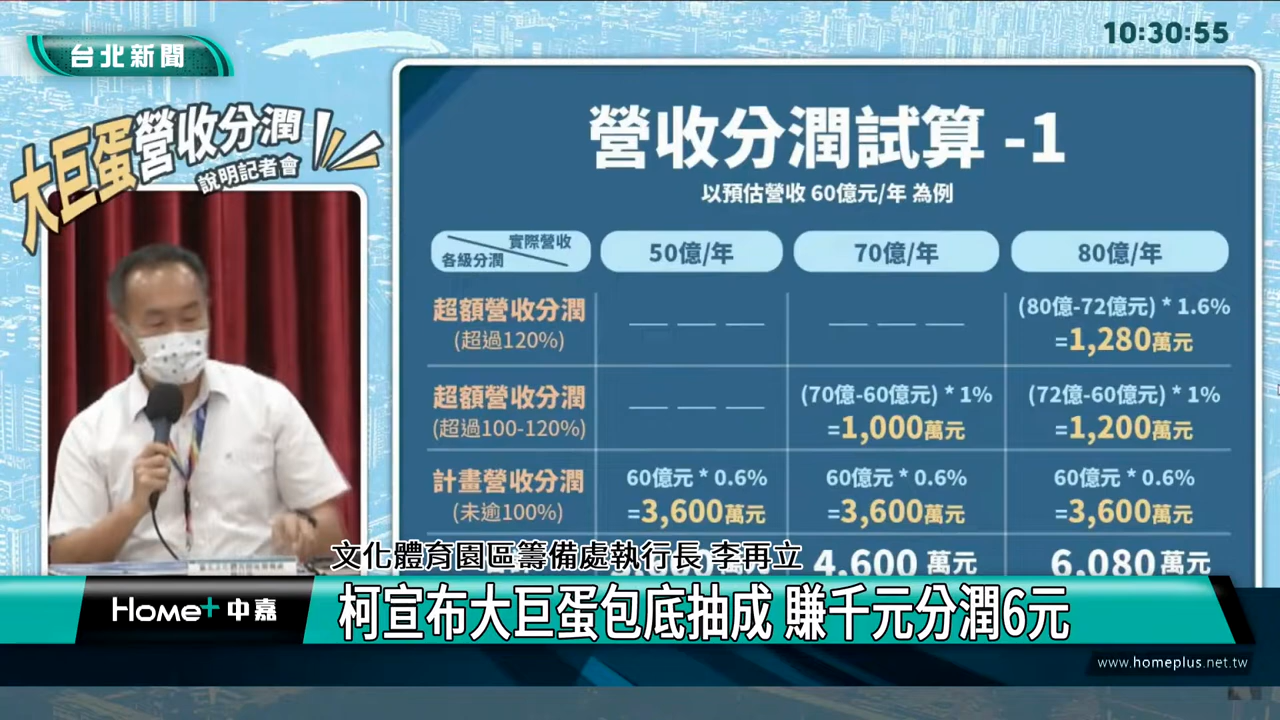 台北新聞
10:30:55
大巨蛋營收分潤
說明記者會
營收分潤試算 -1
以預估營收 60億元/年 為例
實際營收
各級分潤
50億/年
70億/年
80億/年
超額營收分潤
(超過120%)
(80億-72億元) * 1.6%
=1,280萬元
超額營收分潤
(超過100-120%)
(70億-60億元) * 1%
=1,000萬元
(72億-60億元) * 1%
=1,200萬元
計畫營收分潤
(未逾100%)
60億元 * 0.6%
=3,600萬元
60億元 * 0.6%
=3,600萬元
60億元 * 0.6%
=3,600萬元
4,600 萬元
6,080 萬元
文化體育園區籌備處執行長 李再立
Home+ 中嘉
柯宣布大巨蛋包底抽成 賺千元分潤6元
www.homeplus.net.tw